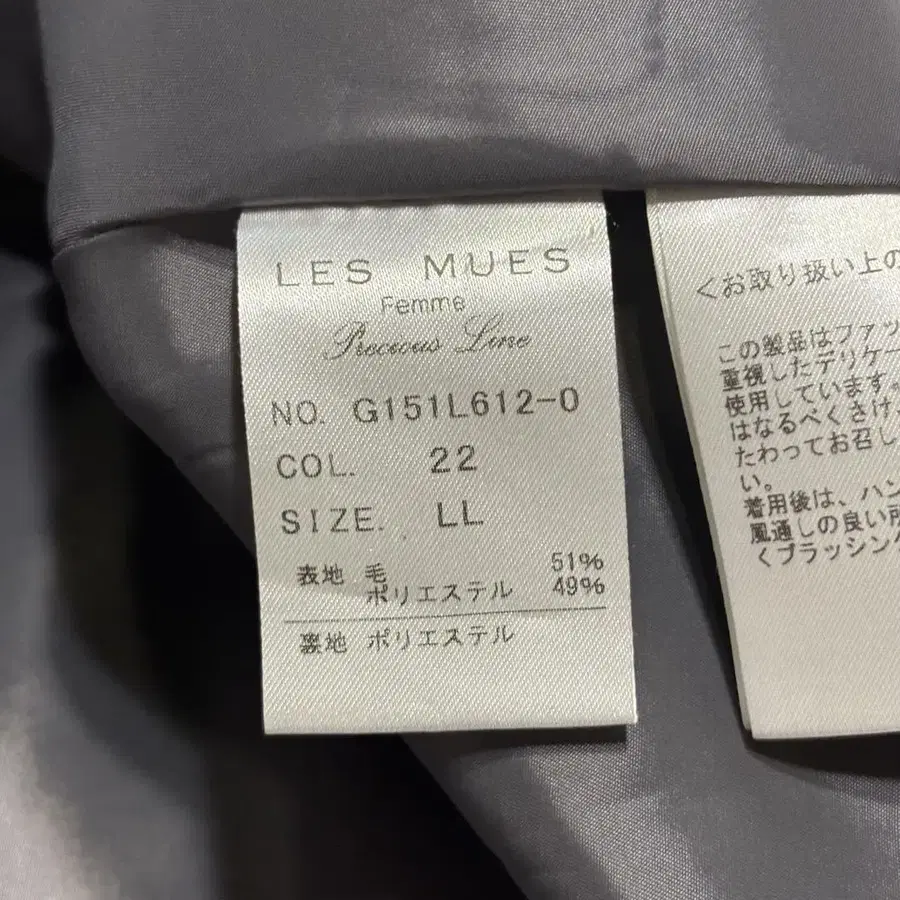 LES MUES
Femme
Precious Line
NO. G151L612-0
COL. 22
SIZE. LL
表地 毛 51%
ポリエステル 49%
裏地 ポリエステル
<お取り扱い上の
この製品はファッ
重視したデリケー
使用しています。
はなるべくさけ
たわってお召し
い。
着用後は、ハン
風通しの良い所
くブラッシング